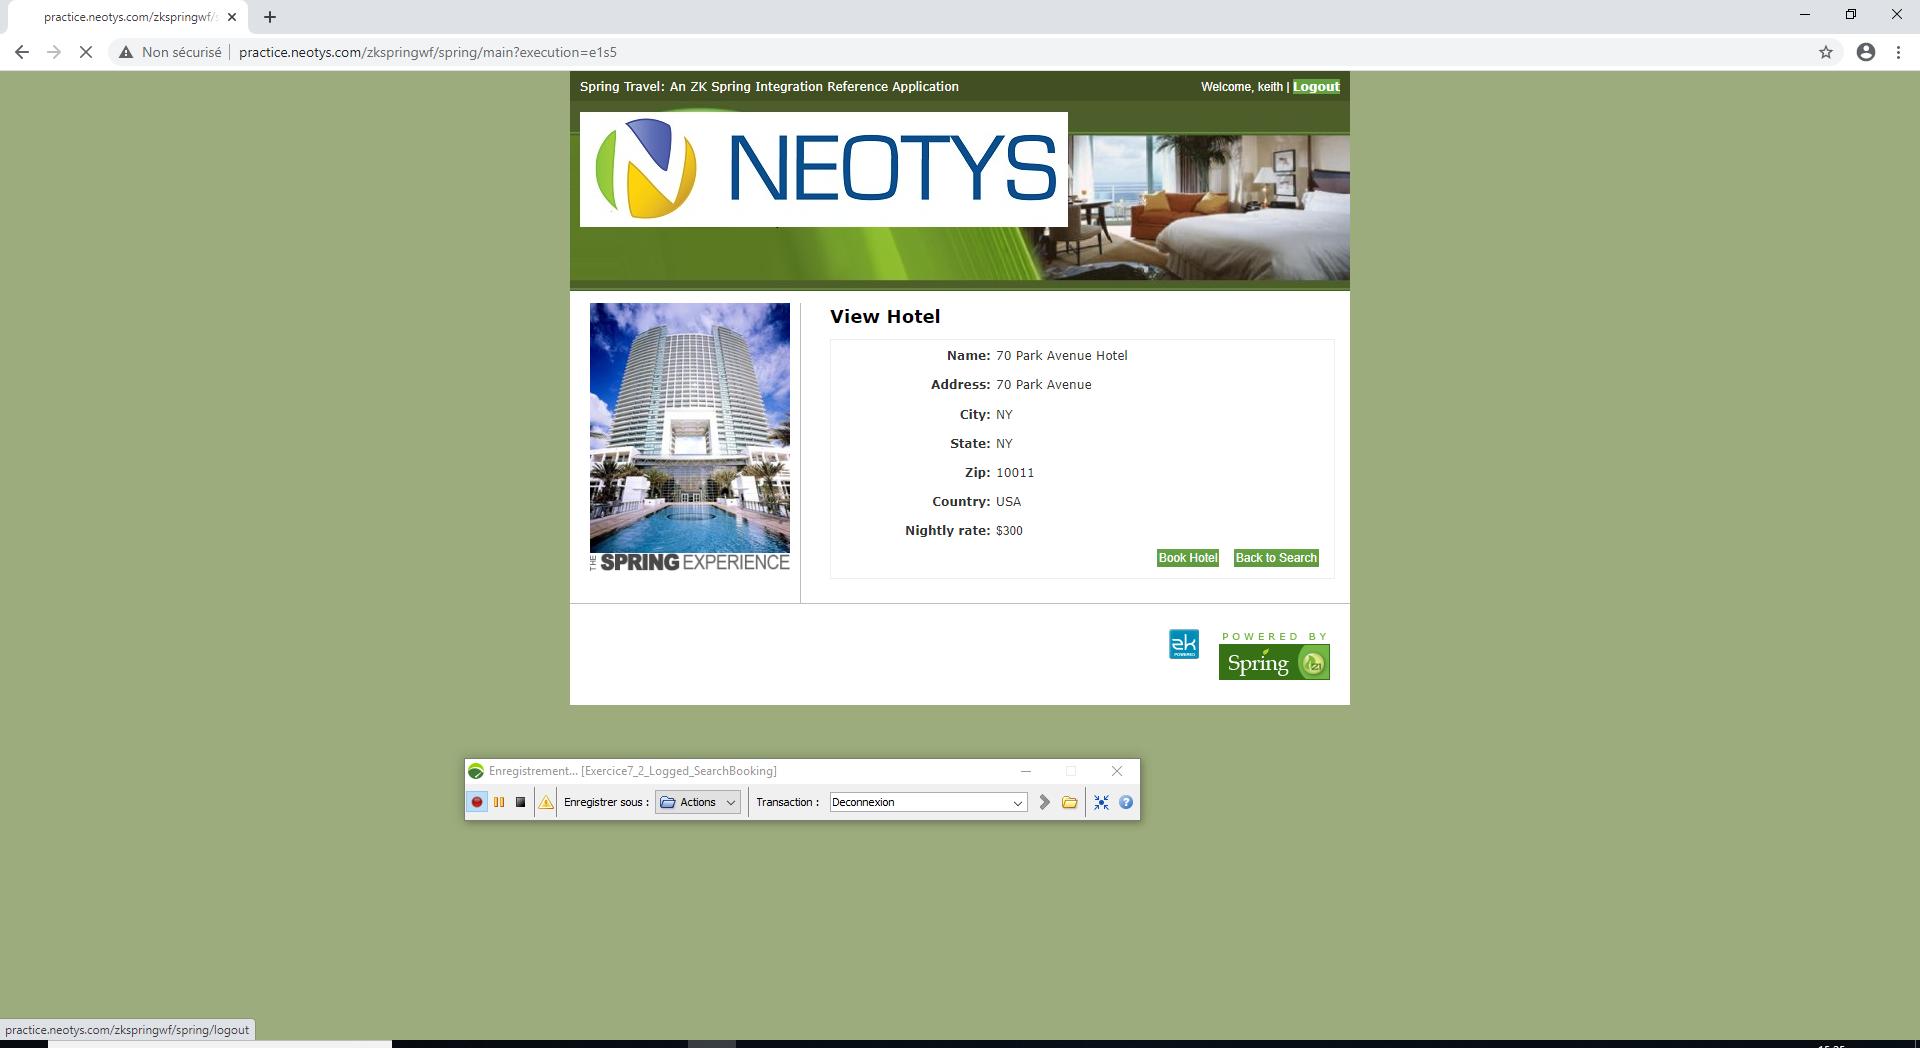 practice.neotys.com/zkspringwf/s
Non sécurisé practice.neotys.com/zkspringwf/spring/main?execution=e1s5
Spring Travel: An ZK Spring Integration Reference Application
Welcome, keith | Logout
NEOTYS
THE SPRING EXPERIENCE
View Hotel
Name: 70 Park Avenue Hotel
Address: 70 Park Avenue
City: NY
State: NY
Zip: 10011
Country: USA
Nightly rate: $300
Book Hotel Back to Search
zk POWERED
POWERED BY
Spring
Enregistrement... [Exercice7_2_Logged_SearchBooking]
Enregistrer sous : Actions Transaction : Deconnexion
practice.neotys.com/zkspringwf/spring/logout